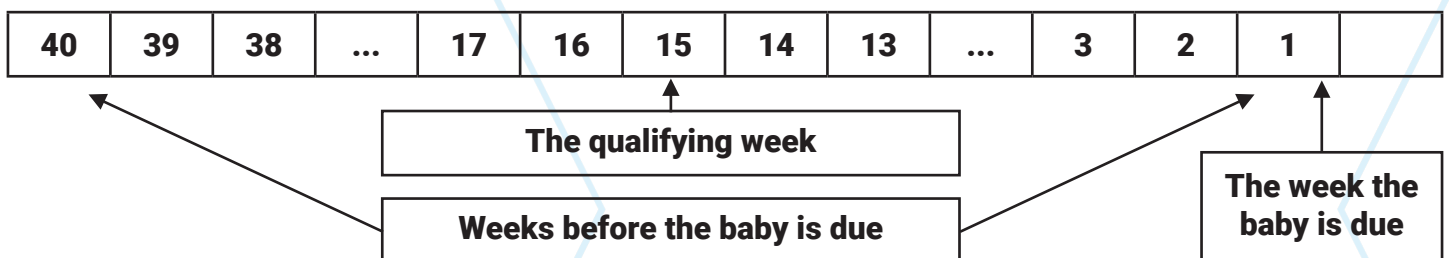 40 39 38 ... 17 16 15 14 13 ... 3 2 1
The qualifying week
Weeks before the baby is due
The week the
baby is due